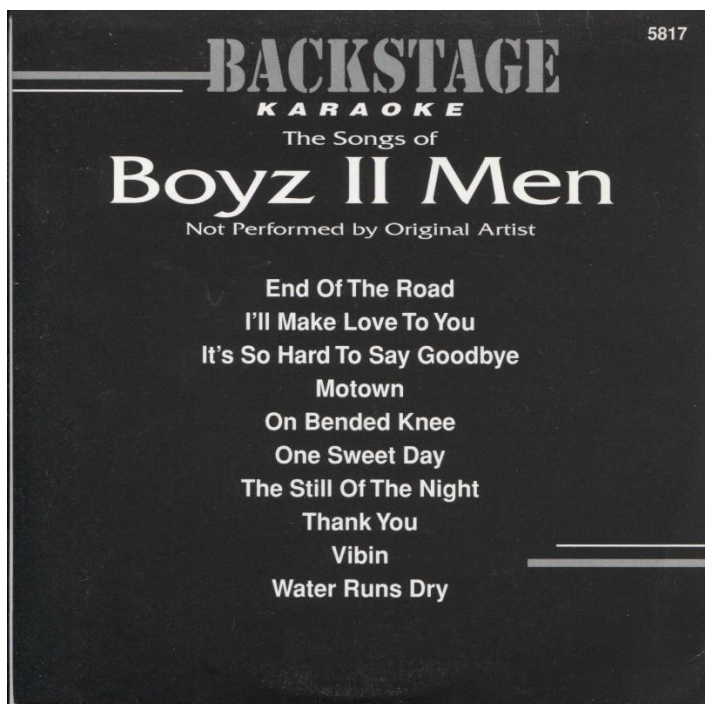 5817
BACKSTAGE
KARAOKE
The Songs of
Boyz II Men
Not Performed by Original Artist
End Of The Road
I'll Make Love To You
It's So Hard To Say Goodbye
Motown
On Bended Knee
One Sweet Day
The Still Of The Night
Thank You
Vibin
Water Runs Dry